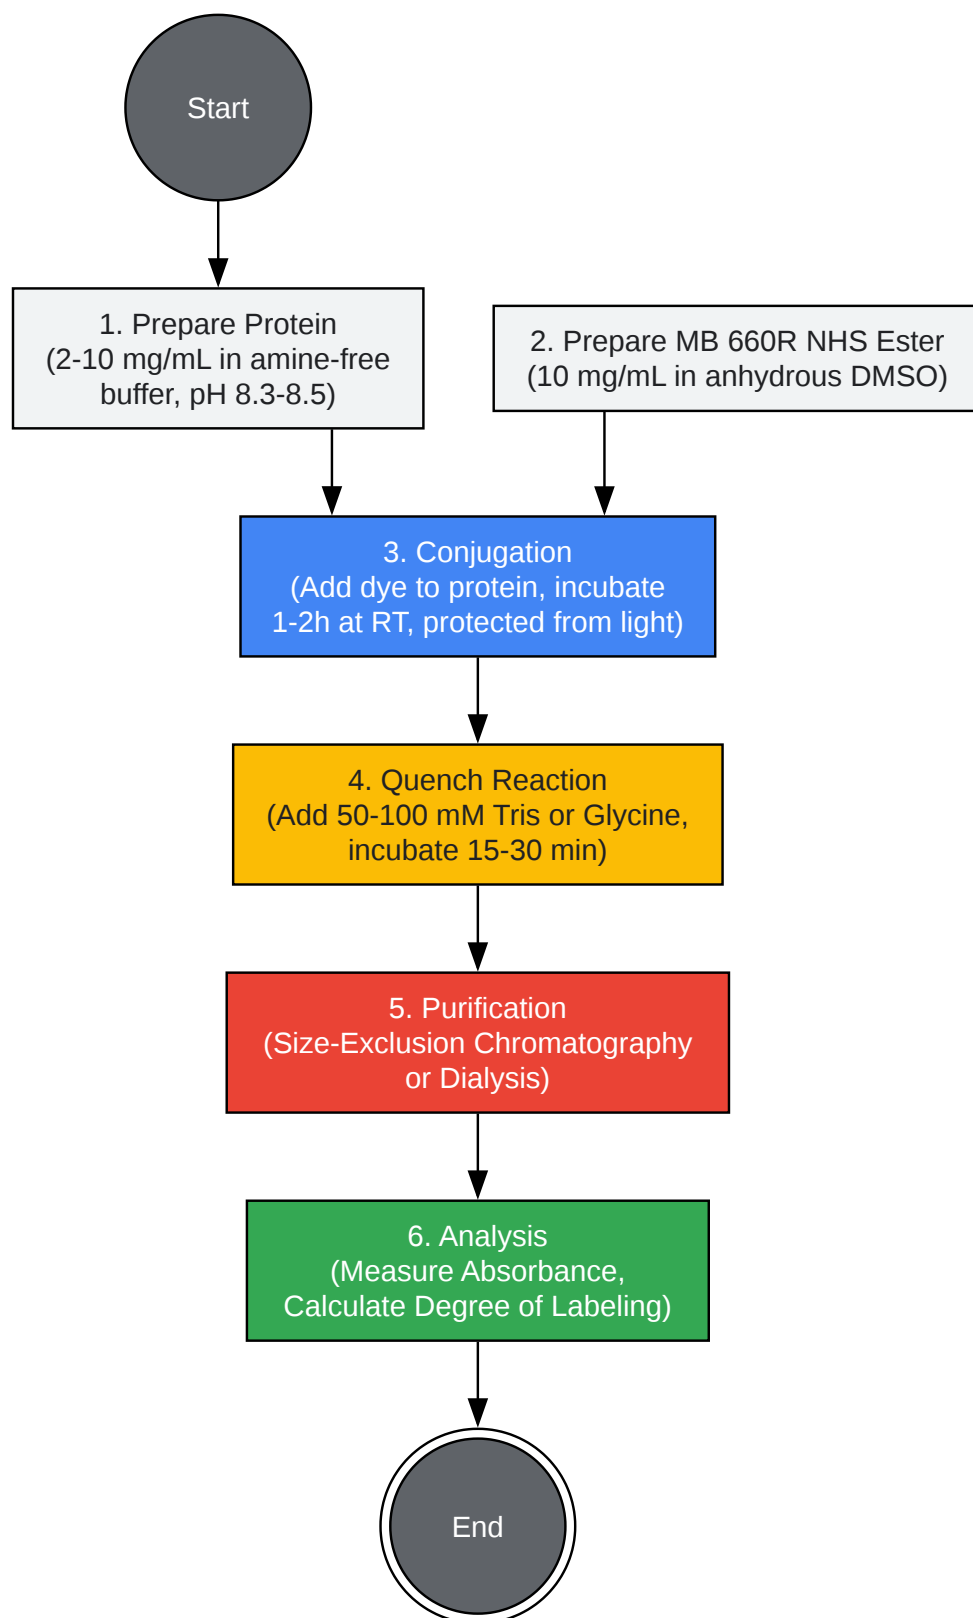 Start
1. Prepare Protein
(2-10 mg/mL in amine-free
buffer, pH 8.3-8.5)
2. Prepare MB 660R NHS Ester
(10 mg/mL in anhydrous DMSO)
3. Conjugation
(Add dye to protein, incubate
1-2h at RT, protected from light)
4. Quench Reaction
(Add 50-100 mM Tris or Glycine,
incubate 15-30 min)
5. Purification
(Size-Exclusion Chromatography
or Dialysis)
6. Analysis
(Measure Absorbance,
Calculate Degree of Labeling)
End